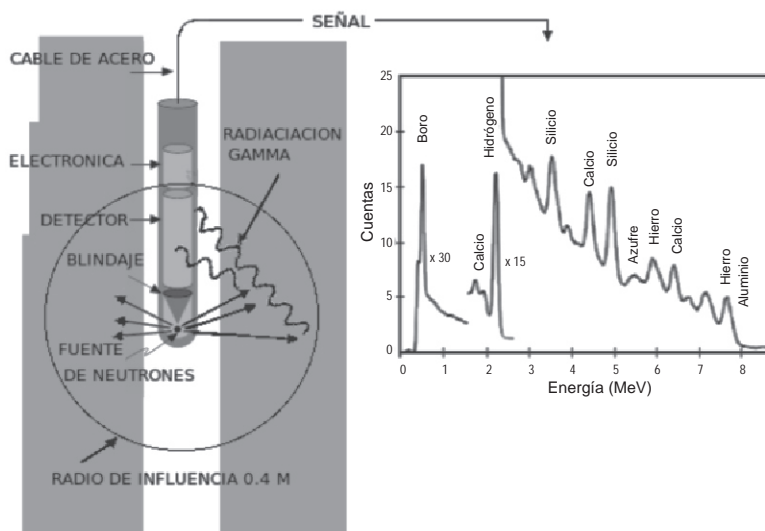 SEÑAL
CABLE DE ACERO
RADIACIACION
GAMMA
ELECTRONICA
DETECTOR
BLINDAJE
FUENTE
DE NEUTRONES
RADIO DE INFLUENCIA 0.4 M
25
20
15
10
5
0
Cuentas
Boro
x 30
Calcio
Hidrógeno
x 15
Silicio
Calcio
Silicio
Azufre
Hierro
Calcio
Hierro
Aluminio
0 1 2 3 4 5 6 7 8
Energía (MeV)